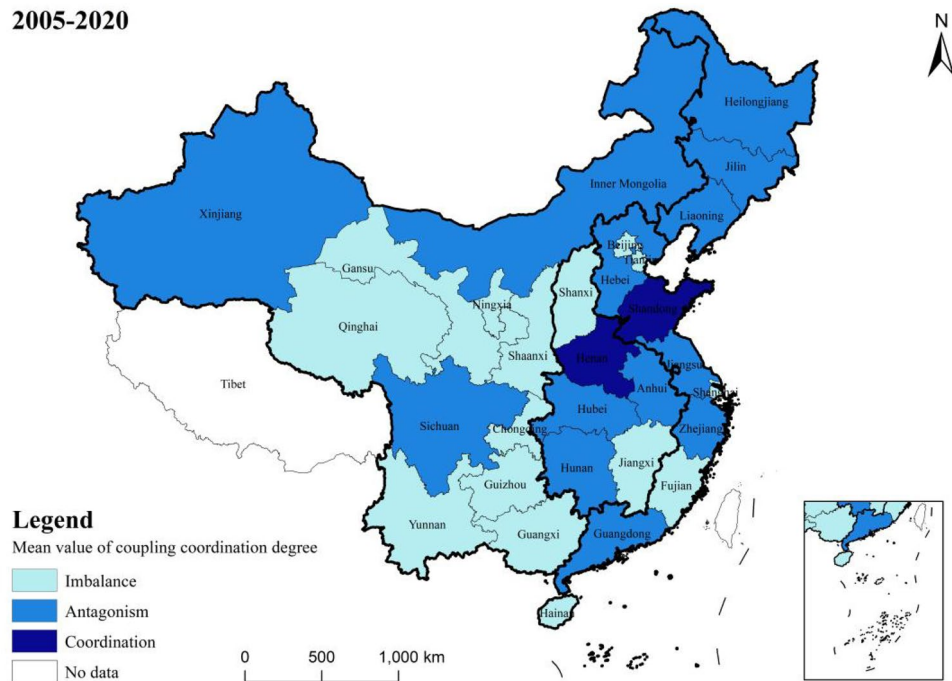 2005-2020
N
Heilongjiang
Jilin
Inner Mongolia
Liaoning
Xinjiang
Beijing
Tianjin
Hebei
Gansu
Shanxi
Ningxia
Shandong
Qinghai
Shaanxi
Henan
Jiangsu
Tibet
Anhui
Shanghai
Hubei
Sichuan
Chongqing
Zhejiang
Hunan
Jiangxi
Guizhou
Fujian
Yunnan
Guangxi
Guangdong
Hainan
Legend
Mean value of coupling coordination degree
Imbalance
Antagonism
Coordination
No data
0 500 1,000 km